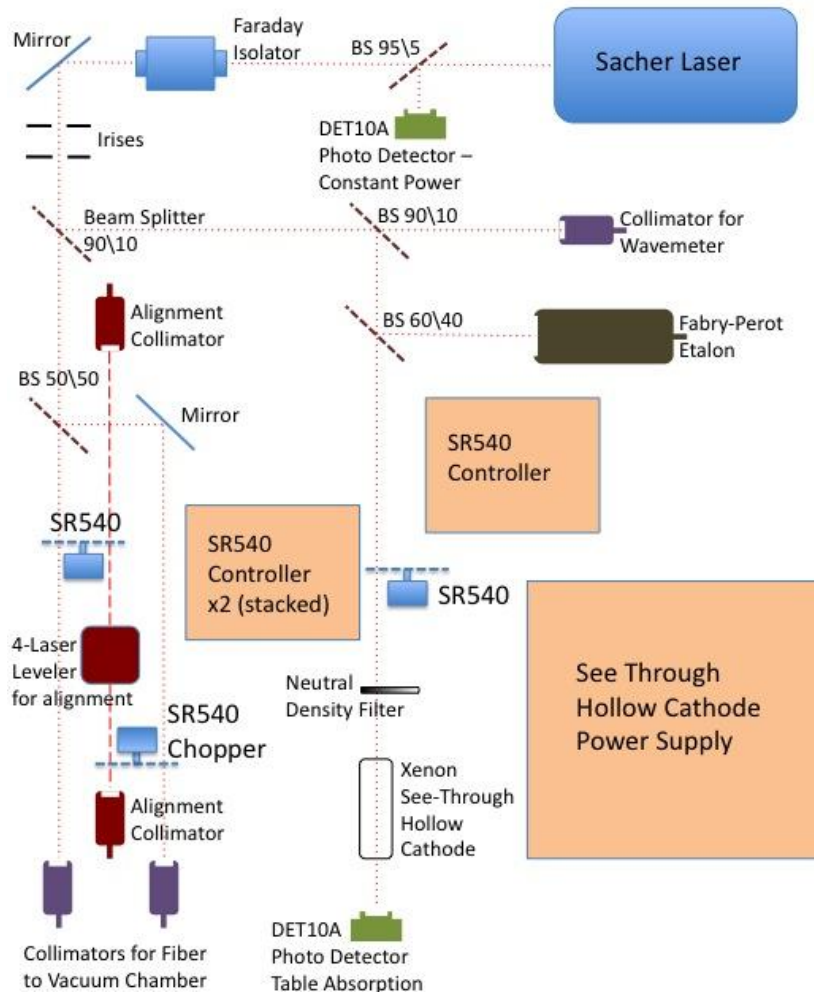 Mirror
Faraday
Isolator
BS 95\5
Sacher Laser
Irises
DET10A
Photo Detector –
Constant Power
Beam Splitter
90\10
BS 90\10
Collimator for
Wavemeter
Alignment
Collimator
BS 60\40
Fabry-Perot
Etalon
BS 50\50
Mirror
SR540
Controller
SR540
SR540
Controller
x2 (stacked)
SR540
4-Laser
Leveler
for alignment
Neutral
Density Filter
See Through
Hollow Cathode
Power Supply
SR540
Chopper
Xenon
See-Through
Hollow
Cathode
Alignment
Collimator
Collimators for Fiber
to Vacuum Chamber
DET10A
Photo Detector
Table Absorption